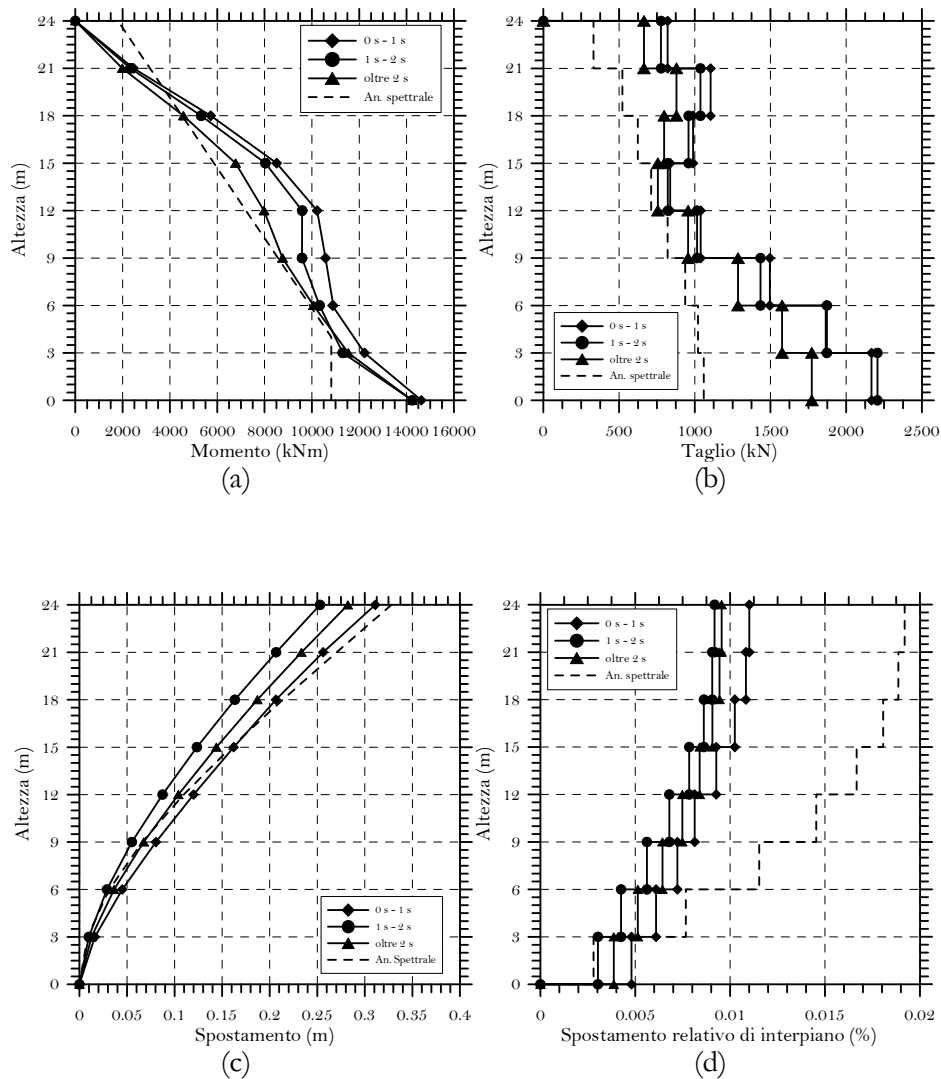 24
21
18
15
12
9
6
3
0
Altezza (m)
0 s - 1 s
1 s - 2 s
oltre 2 s
An. spettrale
0 2000 4000 6000 8000 10000 12000 14000 16000
Momento (kNm)
(a)
24
21
18
15
12
9
6
3
0
Altezza (m)
0 s - 1 s
1 s - 2 s
oltre 2 s
An. spettrale
0 500 1000 1500 2000 2500
Taglio (kN)
(b)
24
21
18
15
12
9
6
3
0
Altezza (m)
0 s - 1 s
1 s - 2 s
oltre 2 s
An. Spettrale
0 0.05 0.1 0.15 0.2 0.25 0.3 0.35 0.4
Spostamento (m)
(c)
24
21
18
15
12
9
6
3
0
Altezza (m)
0 s - 1 s
1 s - 2 s
oltre 2 s
An. spettrale
0 0.005 0.01 0.015 0.02
Spostamento relativo di interpiano (%)
(d)